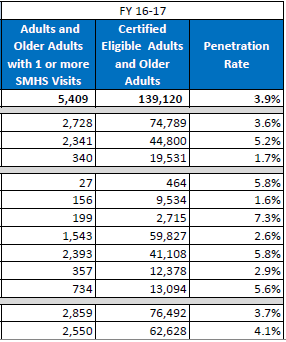 FY 16-17
Adults and Older Adults with 1 or more SMHS Visits Certified Eligible Adults and Older Adults Penetration Rate
5,409 139,120 3.9%
2,728 74,789 3.6%
2,341 44,800 5.2%
340 19,531 1.7%
27 464 5.8%
156 9,534 1.6%
199 2,715 7.3%
1,543 59,827 2.6%
2,393 41,108 5.8%
357 12,378 2.9%
734 13,094 5.6%
2,859 76,492 3.7%
2,550 62,628 4.1%